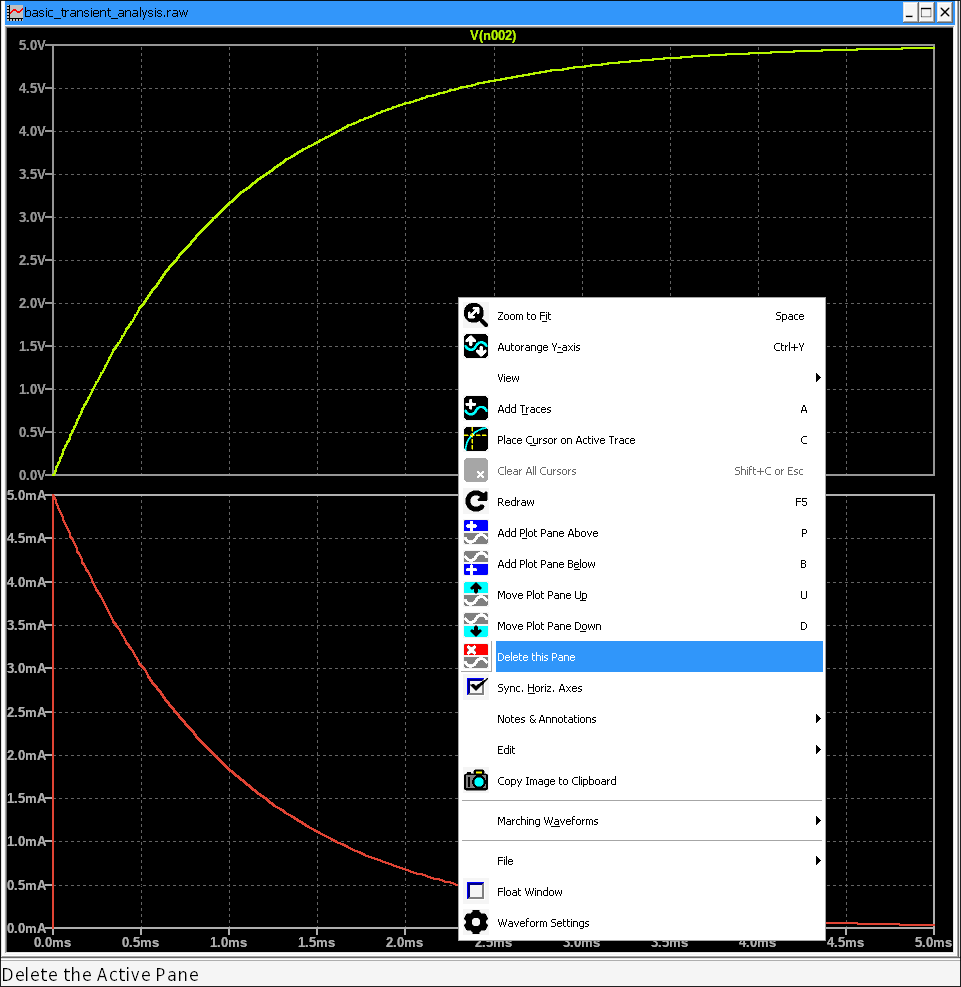 basic_transient_analysis.raw
V(n002)
5.0V
4.5V
4.0V
3.5V
3.0V
2.5V
2.0V
1.5V
1.0V
0.5V
0.0V
Zoom to Fit Space
Autorange Y-axis Ctrl+Y
View
Add Traces A
Place Cursor on Active Trace C
Clear All Cursors Shift+C or Esc
Redraw F5
Add Plot Pane Above P
Add Plot Pane Below B
Move Plot Pane Up U
Move Plot Pane Down D
Delete this Pane
Sync. Horiz. Axes
Notes & Annotations
Edit
Copy Image to Clipboard
Marching Waveforms
File
Float Window
Waveform Settings
5.0mA
4.5mA
4.0mA
3.5mA
3.0mA
2.5mA
2.0mA
1.5mA
1.0mA
0.5mA
0.0mA
0.0ms 0.5ms 1.0ms 1.5ms 2.0ms 2.5ms 3.0ms 3.5ms 4.0ms 4.5ms 5.0ms
Delete the Active Pane